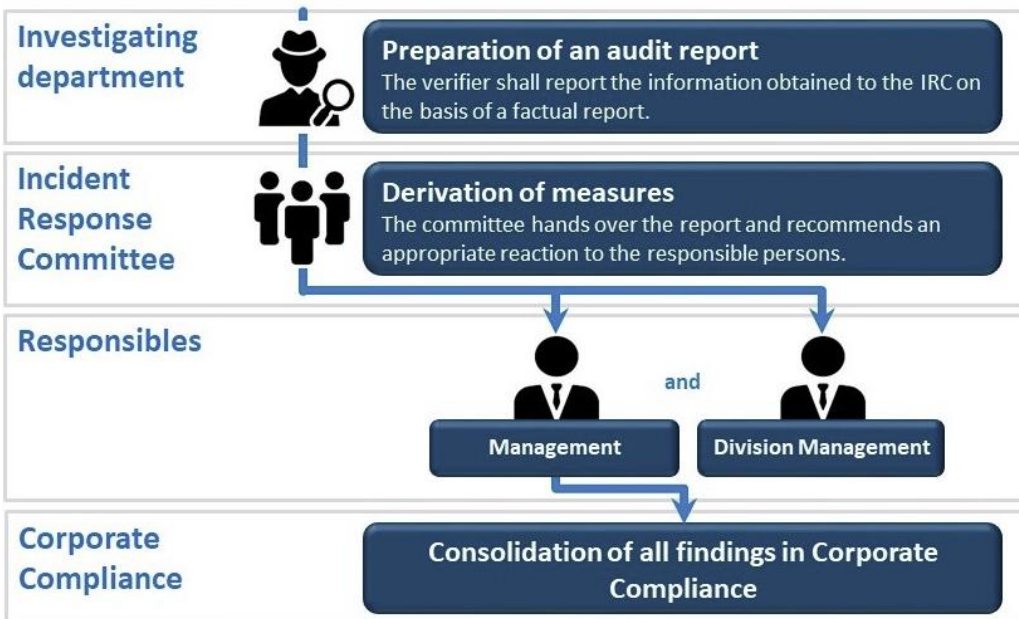 Investigating
department
Preparation of an audit report
The verifier shall report the information obtained to the IRC on
the basis of a factual report.
Incident
Response
Committee
Derivation of measures
The committee hands over the report and recommends an
appropriate reaction to the responsible persons.
Responsibles
and
Management
Division Management
Corporate
Compliance
Consolidation of all findings in Corporate
Compliance